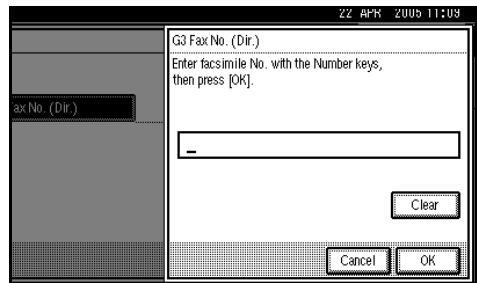 22 APR 2005 11:09
G3 Fax No. (Dir.)
Enter facsimile No. with the Number keys,
then press [OK].
ax No. (Dir.)
_
Clear
Cancel OK